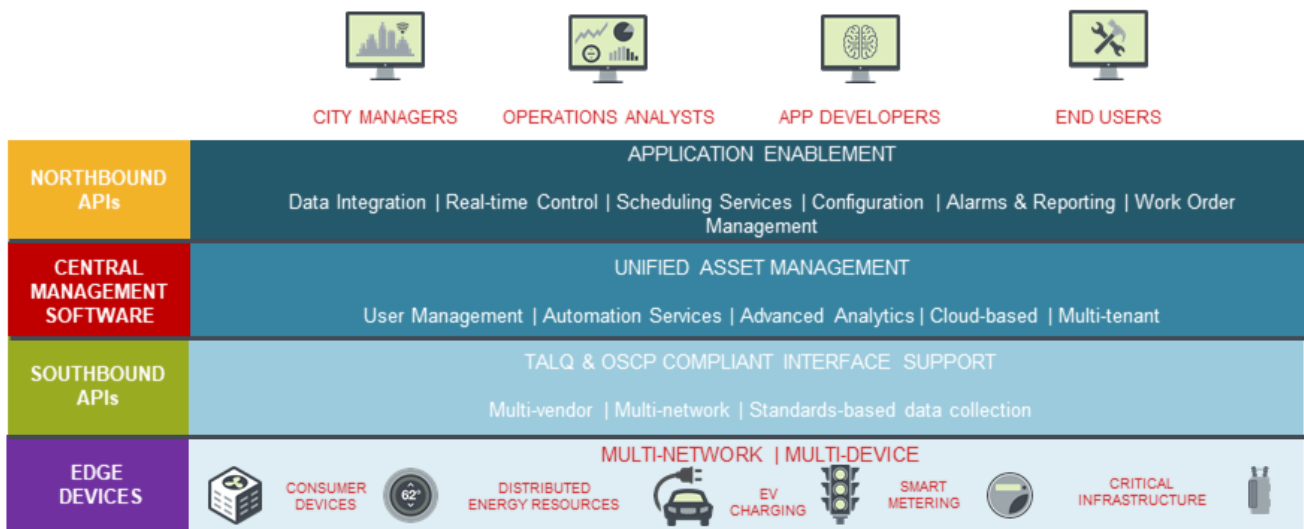 CITY MANAGERS
OPERATIONS ANALYSTS
APP DEVELOPERS
END USERS
NORTHBOUND
APIs
APPLICATION ENABLEMENT
Data Integration | Real-time Control | Scheduling Services | Configuration | Alarms & Reporting | Work Order
Management
CENTRAL
MANAGEMENT
SOFTWARE
UNIFIED ASSET MANAGEMENT
User Management | Automation Services | Advanced Analytics | Cloud-based | Multi-tenant
SOUTHBOUND
APIs
TALQ & OSCP COMPLIANT INTERFACE SUPPORT
Multi-vendor | Multi-network | Standards-based data collection
EDGE
DEVICES
MULTI-NETWORK | MULTI-DEVICE
CONSUMER
DEVICES
62°
DISTRIBUTED
ENERGY RESOURCES
EV
CHARGING
SMART
METERING
CRITICAL
INFRASTRUCTURE